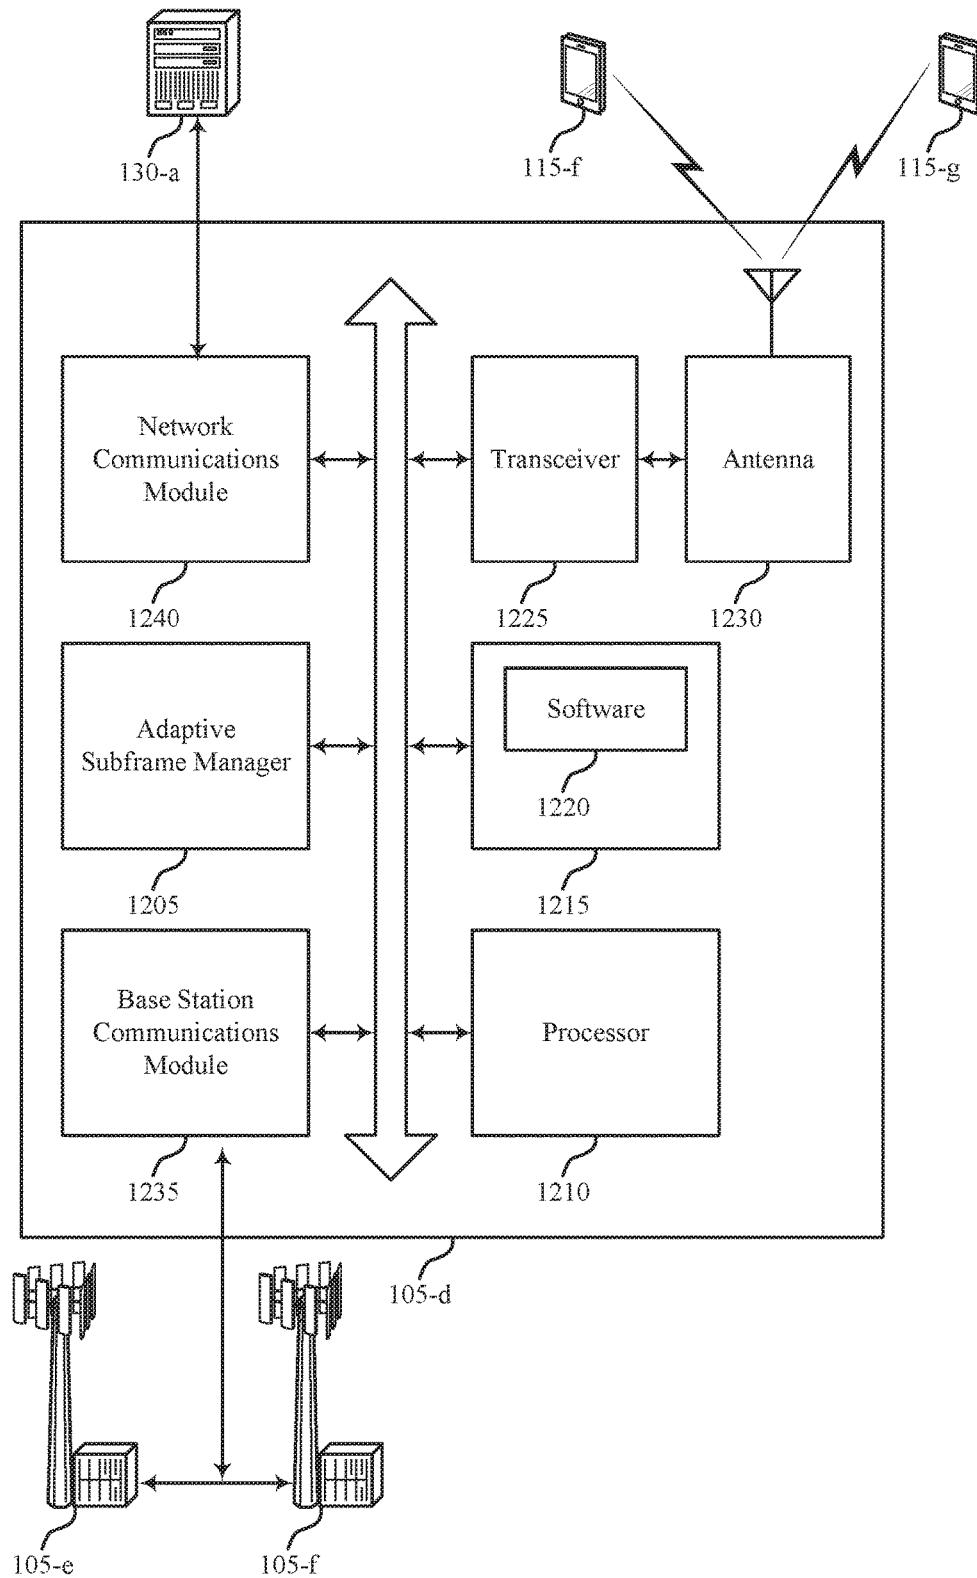 130-a
115-f
115-g
Network
Communications
Module
Transceiver
Antenna
1240
1225
1230
Adaptive
Subframe Manager
Software
1220
1205
1215
Base Station
Communications
Module
Processor
1235
1210
105-d
105-e
105-f